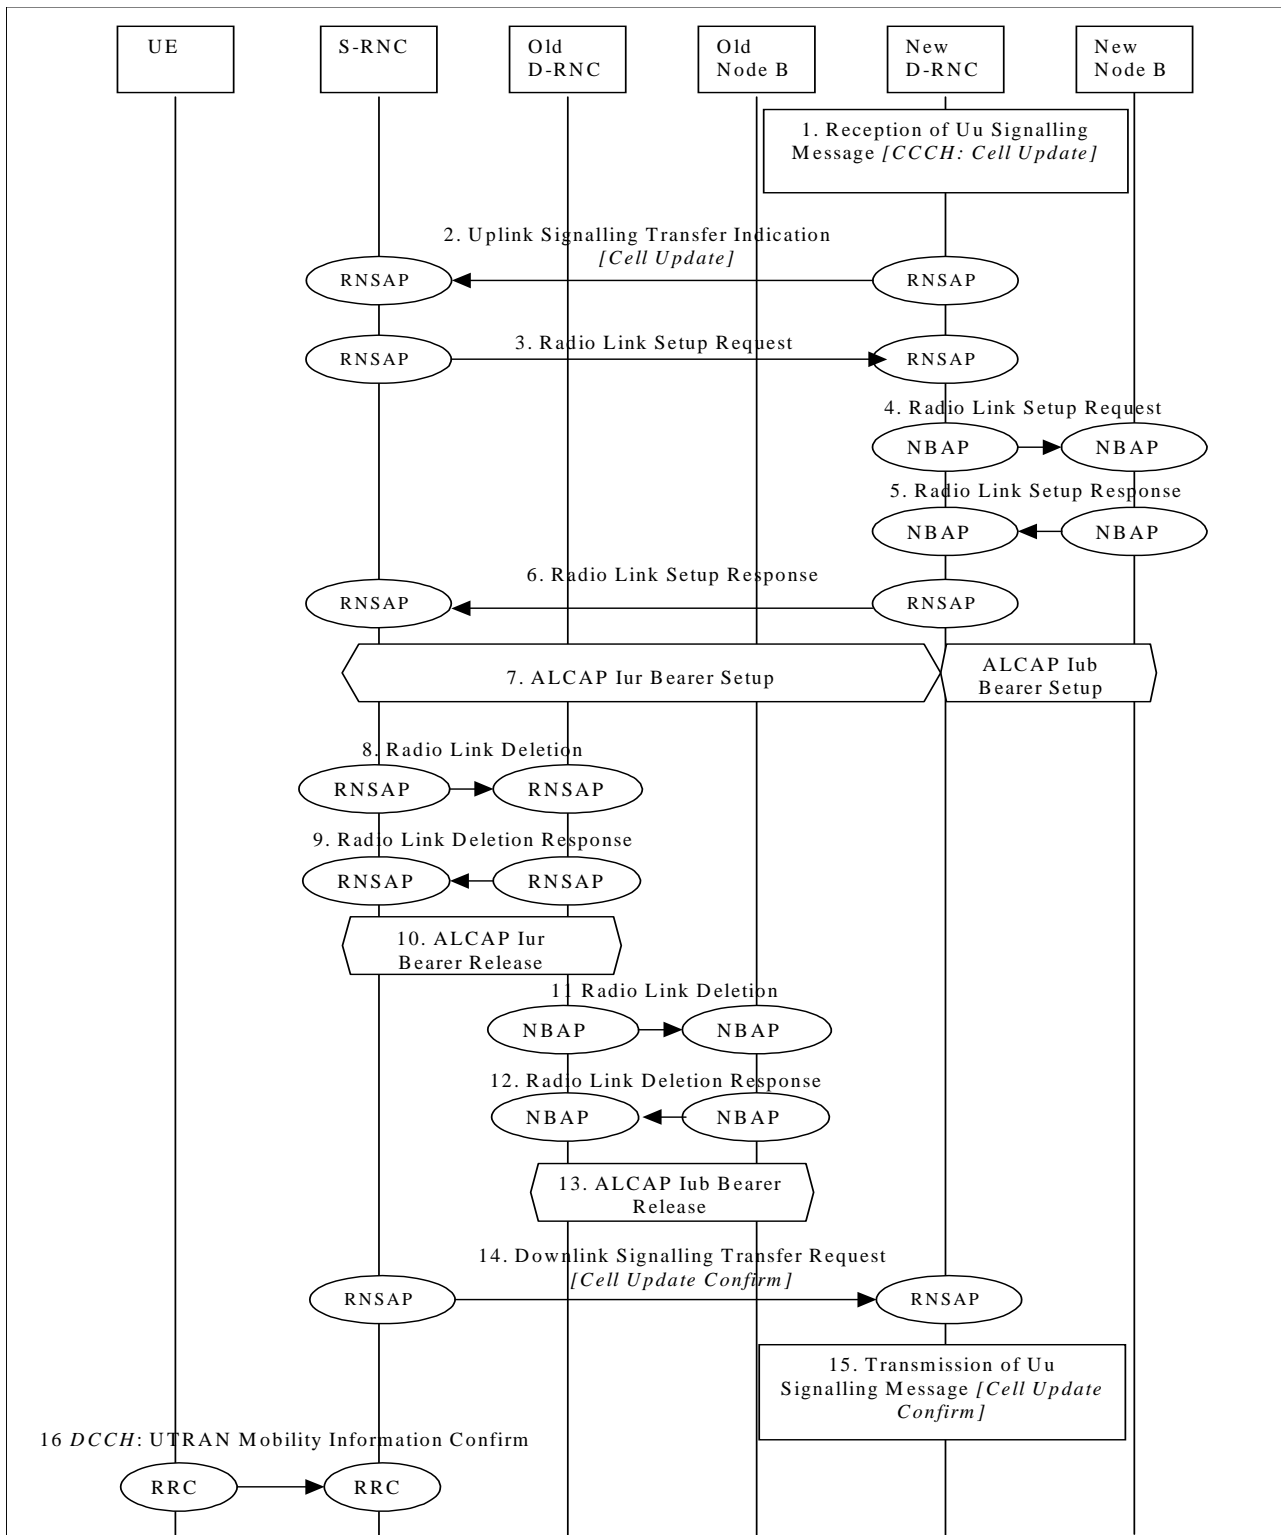 UE
S-RNC
Old
D-RNC
Old
Node B
New
D-RNC
New
Node B
1. Reception of Uu Signalling
Message [CCCH: Cell Update]
2. Uplink Signalling Transfer Indication
[Cell Update]
RNSAP
RNSAP
3. Radio Link Setup Request
RNSAP
RNSAP
4. Radio Link Setup Request
NBAP
NBAP
5. Radio Link Setup Response
NBAP
NBAP
6. Radio Link Setup Response
RNSAP
RNSAP
7. ALCAP Iur Bearer Setup
ALCAP Iub
Bearer Setup
8. Radio Link Deletion
RNSAP
RNSAP
9. Radio Link Deletion Response
RNSAP
RNSAP
10. ALCAP Iur
Bearer Release
11 Radio Link Deletion
NBAP
NBAP
12. Radio Link Deletion Response
NBAP
NBAP
13. ALCAP Iub Bearer
Release
14. Downlink Signalling Transfer Request
[Cell Update Confirm]
RNSAP
RNSAP
15. Transmission of Uu
Signalling Message [Cell Update
Confirm]
16 DCCH: UTRAN Mobility Information Confirm
RRC
RRC